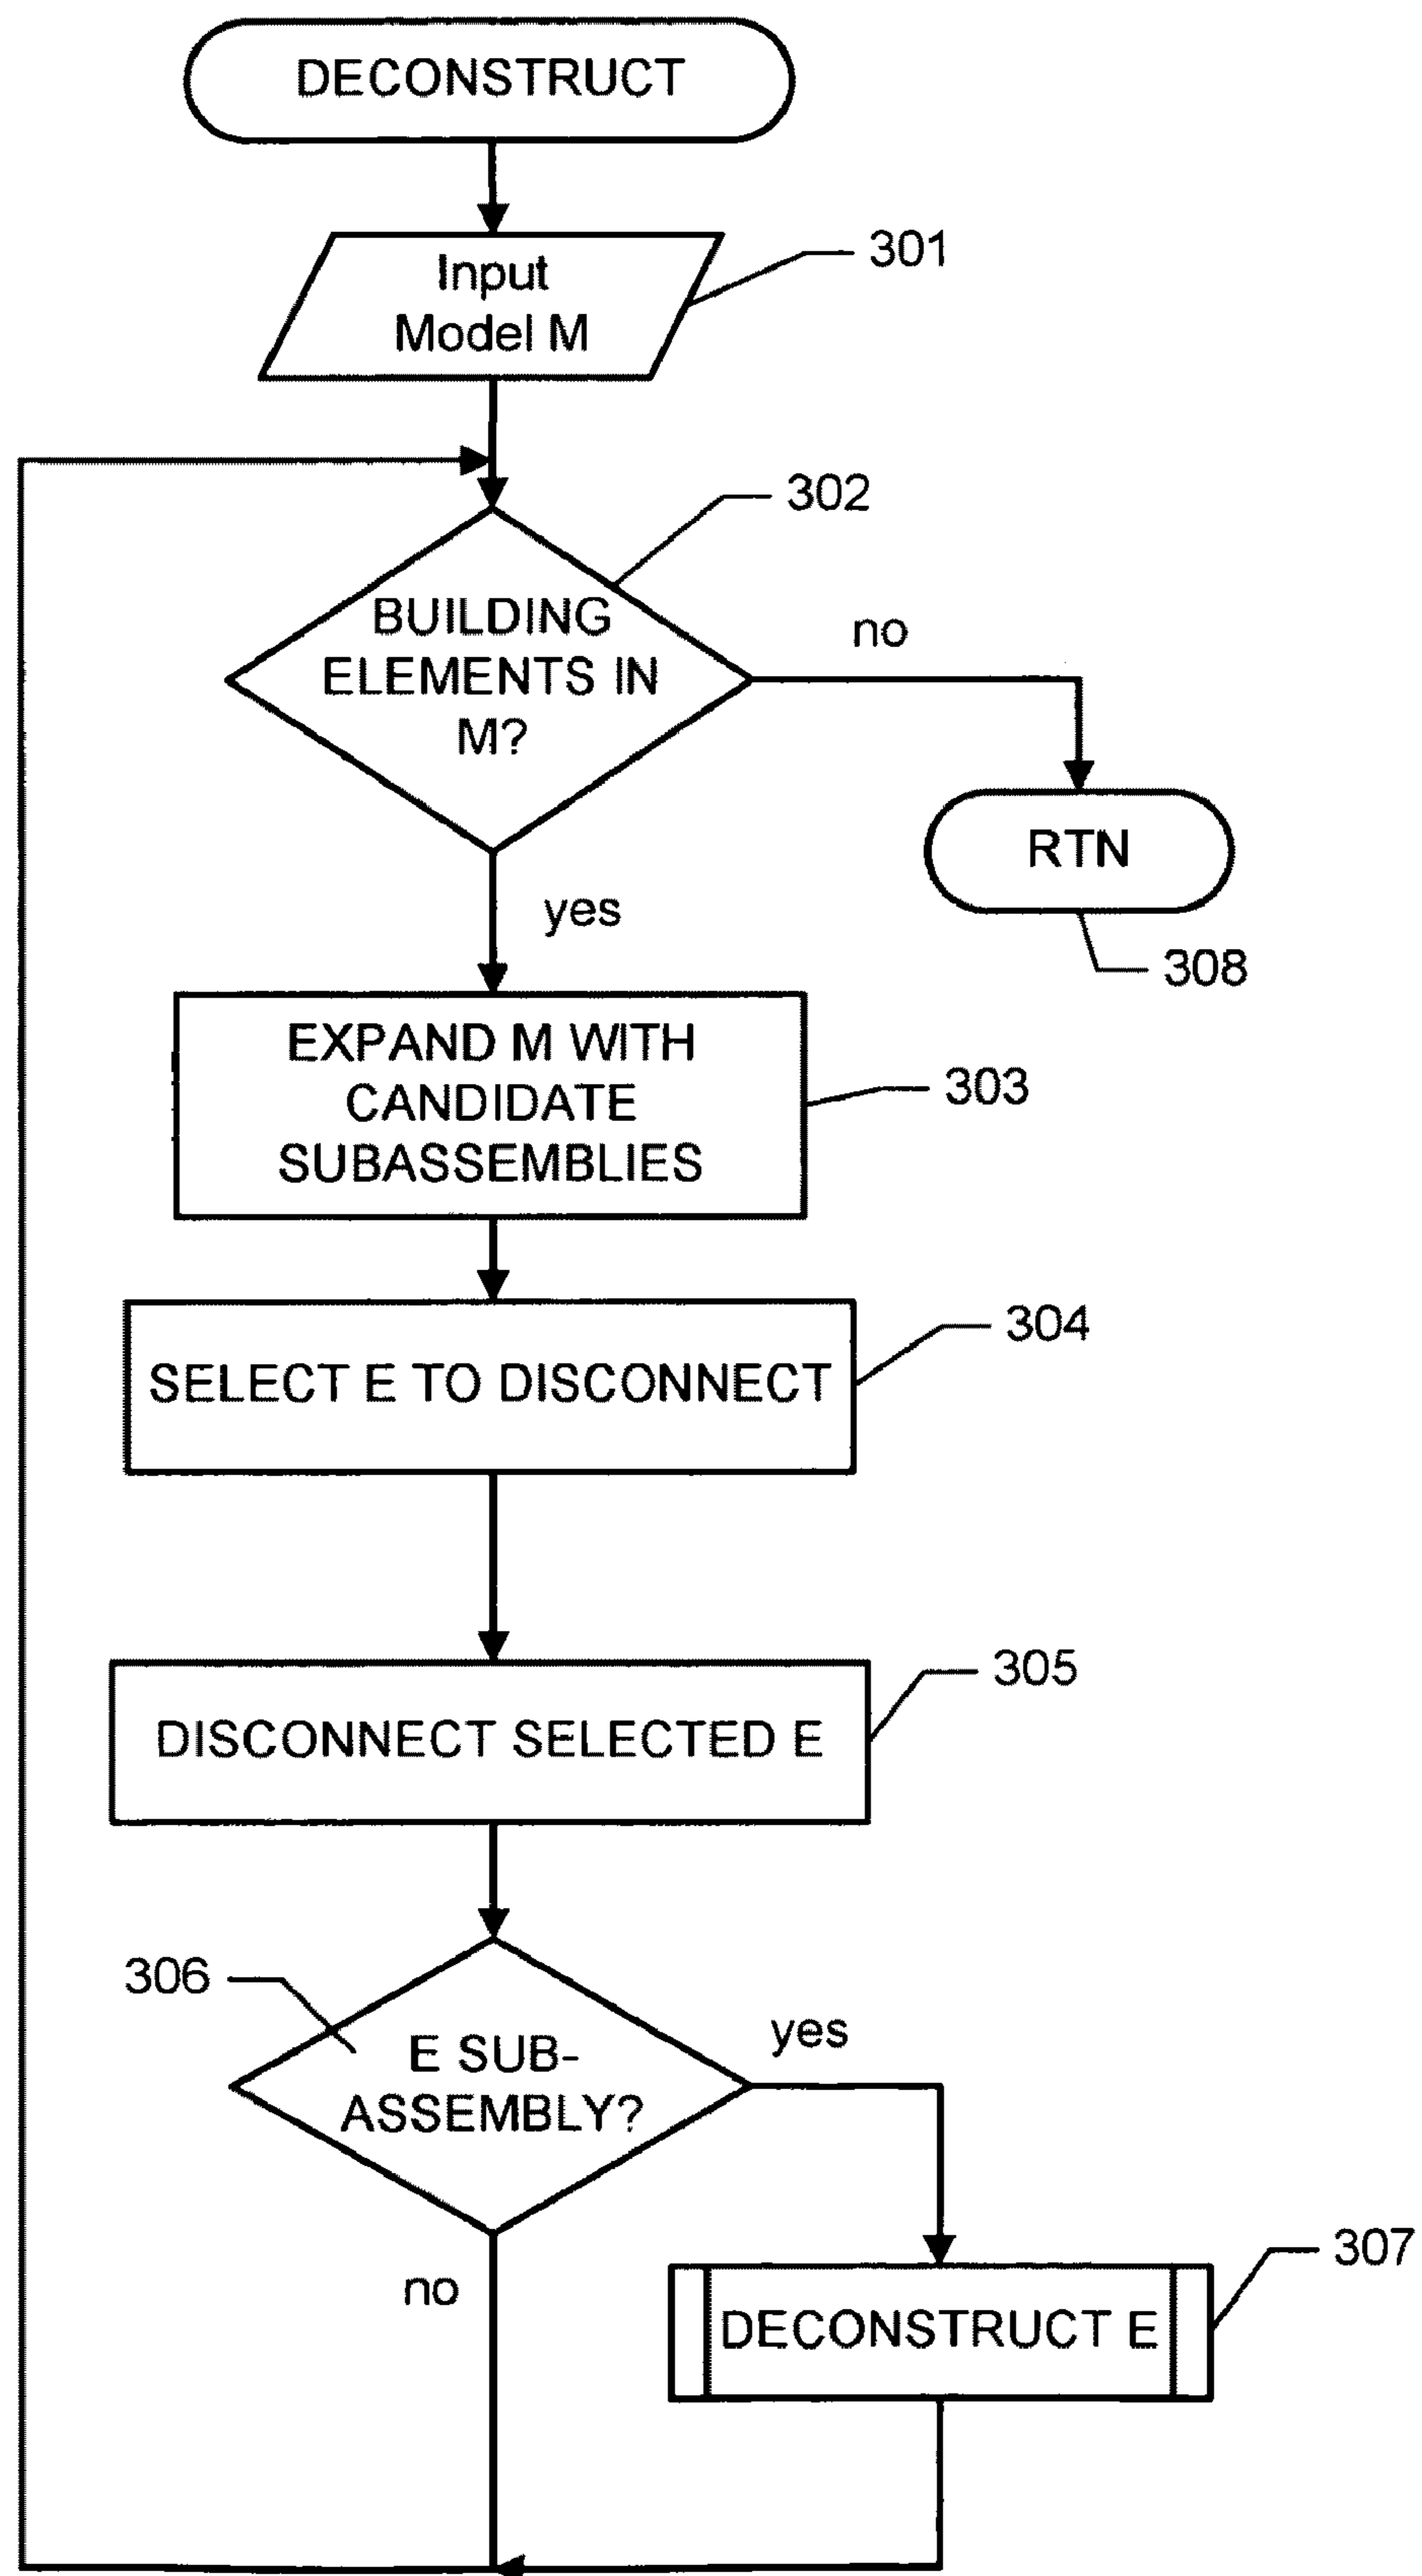 DECONSTRUCT
Input
Model M
301
302
BUILDING
ELEMENTS IN
M?
no
RTN
308
yes
EXPAND M WITH
CANDIDATE
SUBASSEMBLIES
303
304
SELECT E TO DISCONNECT
305
DISCONNECT SELECTED E
306
E SUB-
ASSEMBLY?
yes
no
307
DECONSTRUCT E